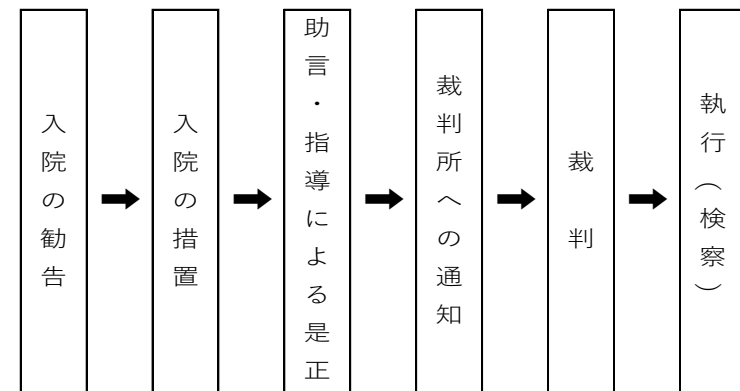 入院の勧告
入院の措置
助言・指導による是正
裁判所への通知
裁判
執行（検察）